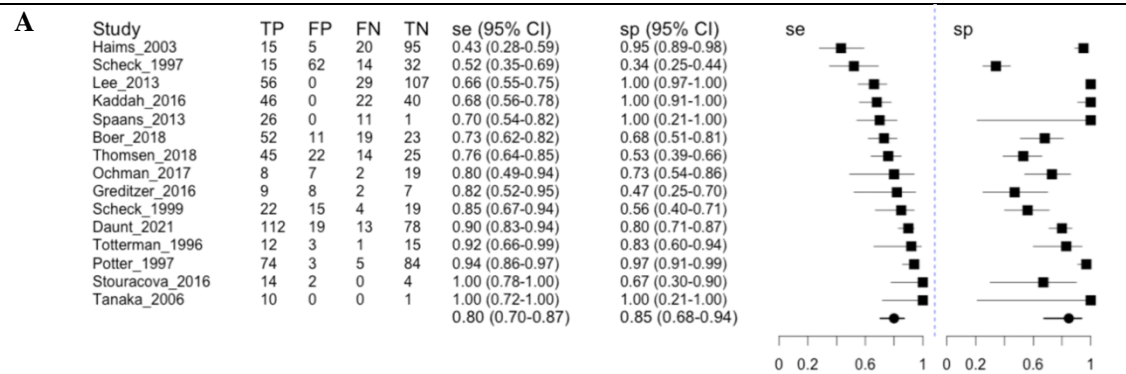 A
Study TP FP FN TN se (95% CI) sp (95% CI) se sp
Haims_2003 15 5 20 95 0.43 (0.28-0.59) 0.95 (0.89-0.98)
Scheck_1997 15 62 14 32 0.52 (0.35-0.69) 0.34 (0.25-0.44)
Lee_2013 56 0 29 107 0.66 (0.55-0.75) 1.00 (0.97-1.00)
Kaddah_2016 46 0 22 40 0.68 (0.56-0.78) 1.00 (0.91-1.00)
Spaans_2013 26 0 11 1 0.70 (0.54-0.82) 1.00 (0.21-1.00)
Boer_2018 52 11 19 23 0.73 (0.62-0.82) 0.68 (0.51-0.81)
Thomsen_2018 45 22 14 25 0.76 (0.64-0.85) 0.53 (0.39-0.66)
Ochman_2017 8 7 2 19 0.80 (0.49-0.94) 0.73 (0.54-0.86)
Greditzer_2016 9 8 2 7 0.82 (0.52-0.95) 0.47 (0.25-0.70)
Scheck_1999 22 15 4 19 0.85 (0.67-0.94) 0.56 (0.40-0.71)
Daunt_2021 112 19 13 78 0.90 (0.83-0.94) 0.80 (0.71-0.87)
Totterman_1996 12 3 1 15 0.92 (0.66-0.99) 0.83 (0.60-0.94)
Potter_1997 74 3 5 84 0.94 (0.86-0.97) 0.97 (0.91-0.99)
Stouracova_2016 14 2 0 4 1.00 (0.78-1.00) 0.67 (0.30-0.90)
Tanaka_2006 10 0 0 1 1.00 (0.72-1.00) 1.00 (0.21-1.00)
0.80 (0.70-0.87) 0.85 (0.68-0.94)
0 0.2 0.6 1 0 0.2 0.6 1